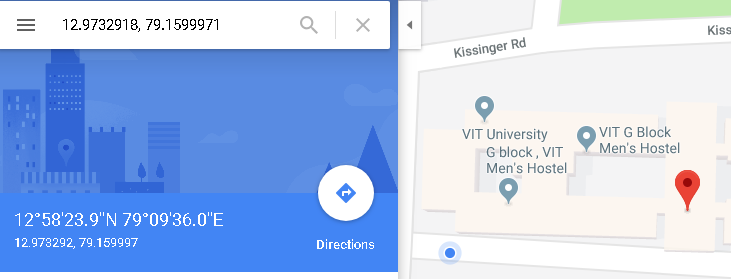 12.9732918, 79.1599971
12°58'23.9"N 79°09'36.0"E
12.973292, 79.159997
Directions
Kissinger Rd
Kiss
VIT University
G block , VIT
Men's Hostel
VIT G Block
Men's Hostel